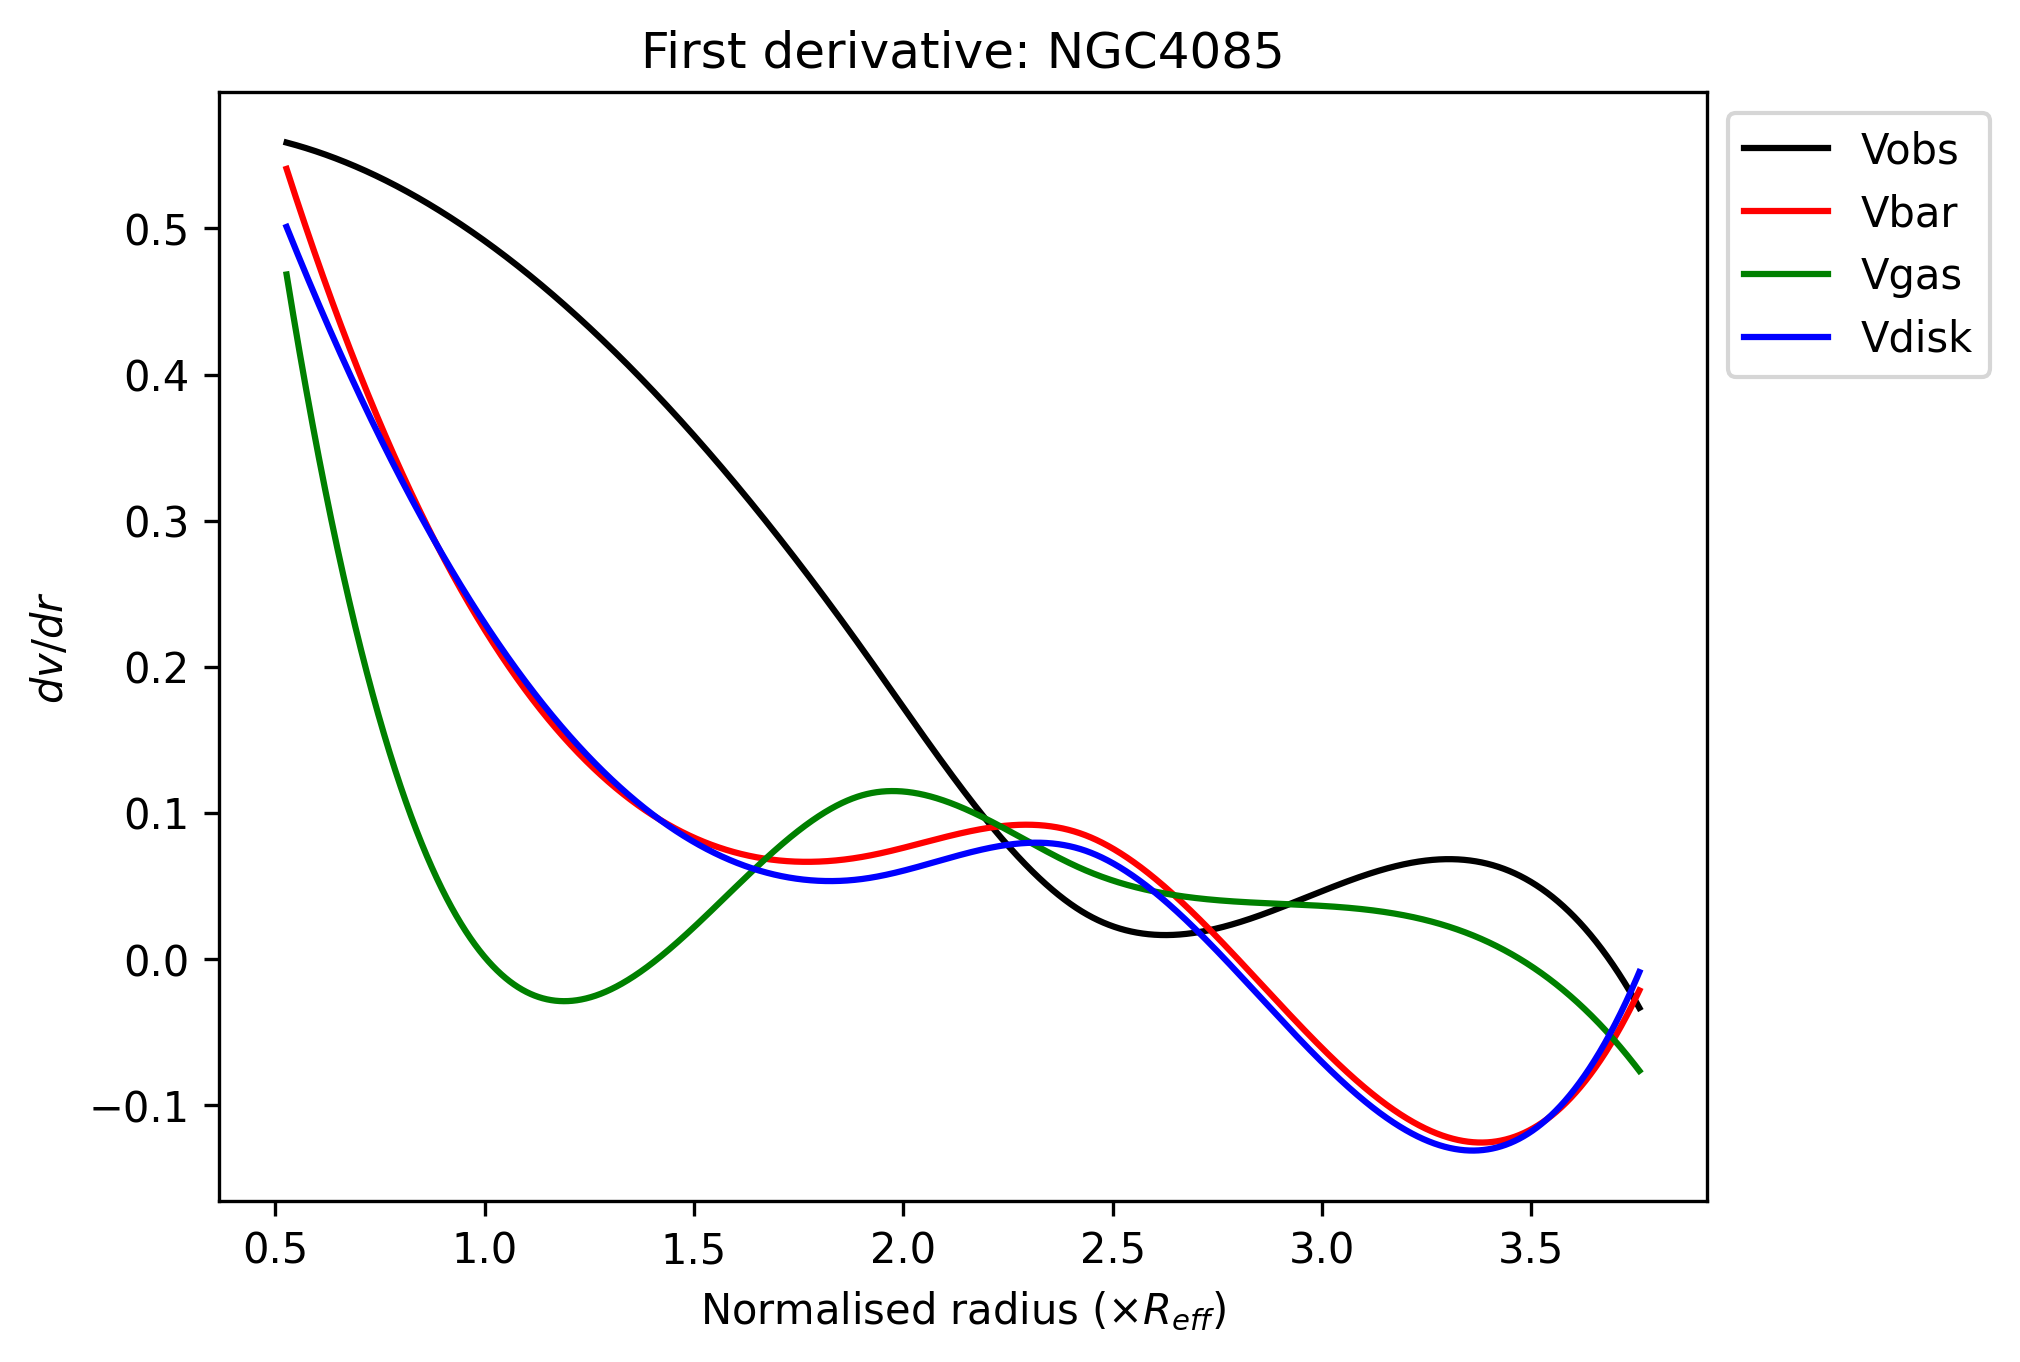 First derivative: NGC4085
Vobs
Vbar
Vgas
Vdisk
dv/dr
0.5
0.4
0.3
0.2
0.1
0.0
−0.1
0.5 1.0 1.5 2.0 2.5 3.0 3.5
Normalised radius (×R_eff)